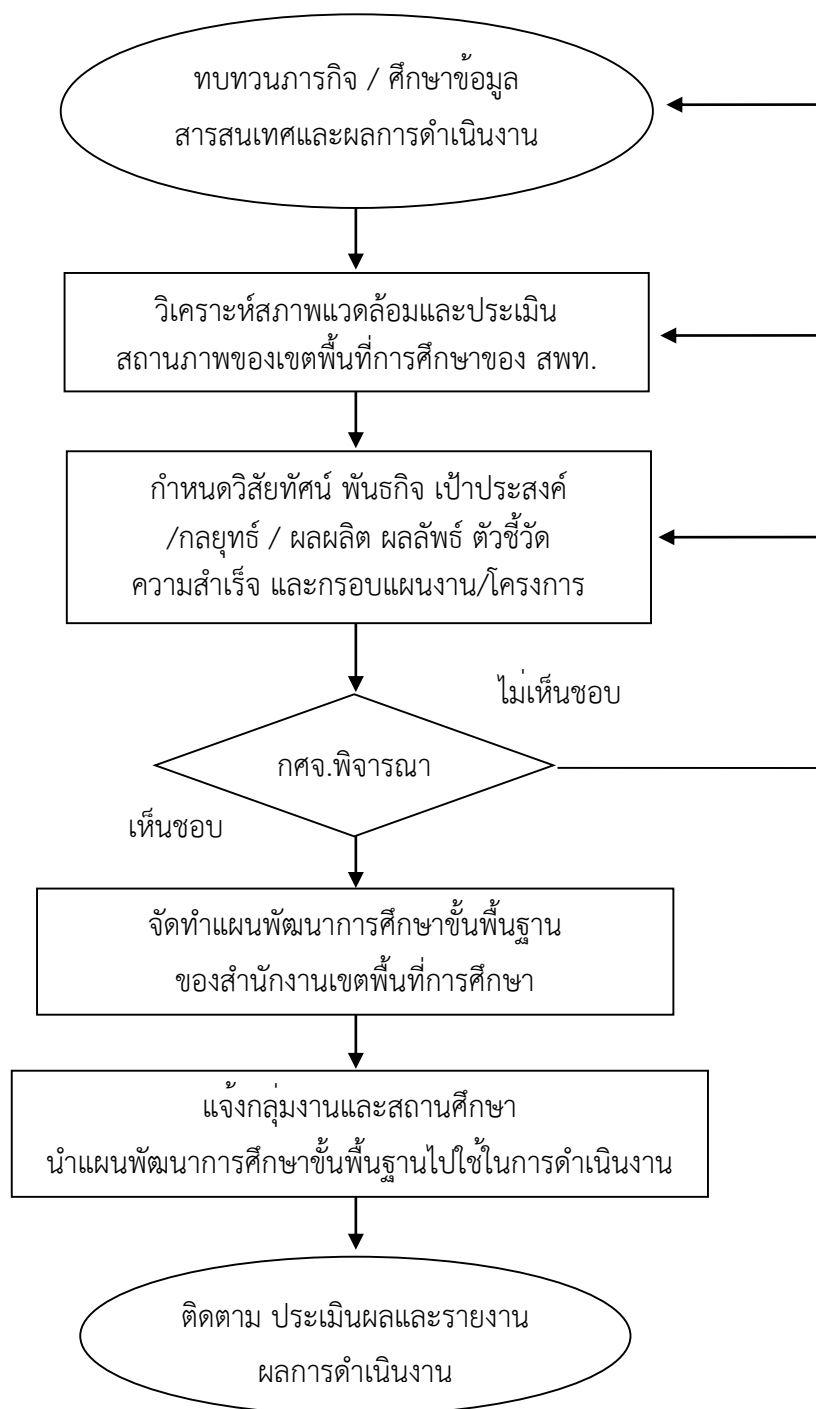 ทบทวนภารกิจ / ศึกษาข้อมูล
สารสนเทศและผลการดำเนินงาน
วิเคราะห์สภาพแวดล้อมและประเมิน
สถานภาพของเขตพื้นที่การศึกษาของ สพท.
กำหนดวิสัยทัศน์ พันธกิจ เป้าประสงค์
/กลยุทธ์ / ผลผลิต ผลลัพธ์ ตัวชี้วัด
ความสำเร็จ และกรอบแผนงาน/โครงการ
ไม่เห็นชอบ
กศจ.พิจารณา
เห็นชอบ
จัดทำแผนพัฒนาการศึกษาขั้นพื้นฐาน
ของสำนักงานเขตพื้นที่การศึกษา
แจ้งกลุ่มงานและสถานศึกษา
นำแผนพัฒนาการศึกษาขั้นพื้นฐานไปใช้ในการดำเนินงาน
ติดตาม ประเมินผลและรายงาน
ผลการดำเนินงาน